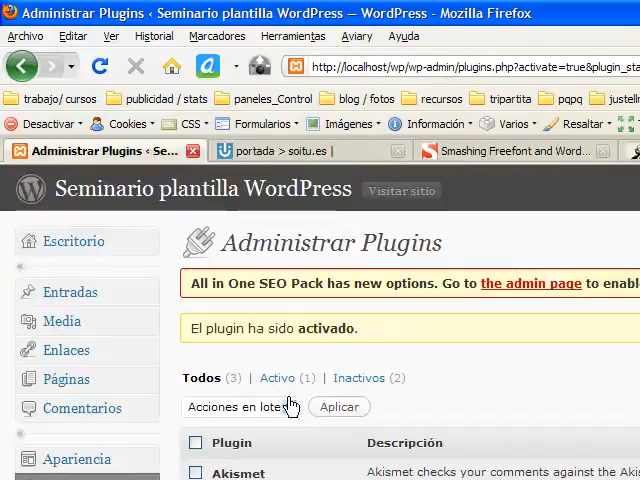 Administrar Plugins ‹ Seminario plantilla WordPress — WordPress - Mozilla Firefox
Archivo Editar Ver Historial Marcadores Herramientas Aviary Ayuda
http://localhost/wp/wp-admin/plugins.php?activate=true&plugin_sta
trabajo/ cursos publicidad / stats paneles_Control blog / fotos recursos tripartita pqpq justelln
Desactivar Cookies CSS Formularios Imágenes Información Varios Resaltar
Administrar Plugins ‹ Se... portada > soitu.es | Smashing Freefont and Word...
Seminario plantilla WordPress Visitar sitio
Escritorio
Administrar Plugins
All in One SEO Pack has new options. Go to the admin page to enabl
Entradas
Media
El plugin ha sido activado.
Enlaces
Páginas
Todos (3) | Activo (1) | Inactivos (2)
Comentarios
Acciones en lote Aplicar
Plugin Descripción
Apariencia
Akismet Akismet checks your comments against the Aki